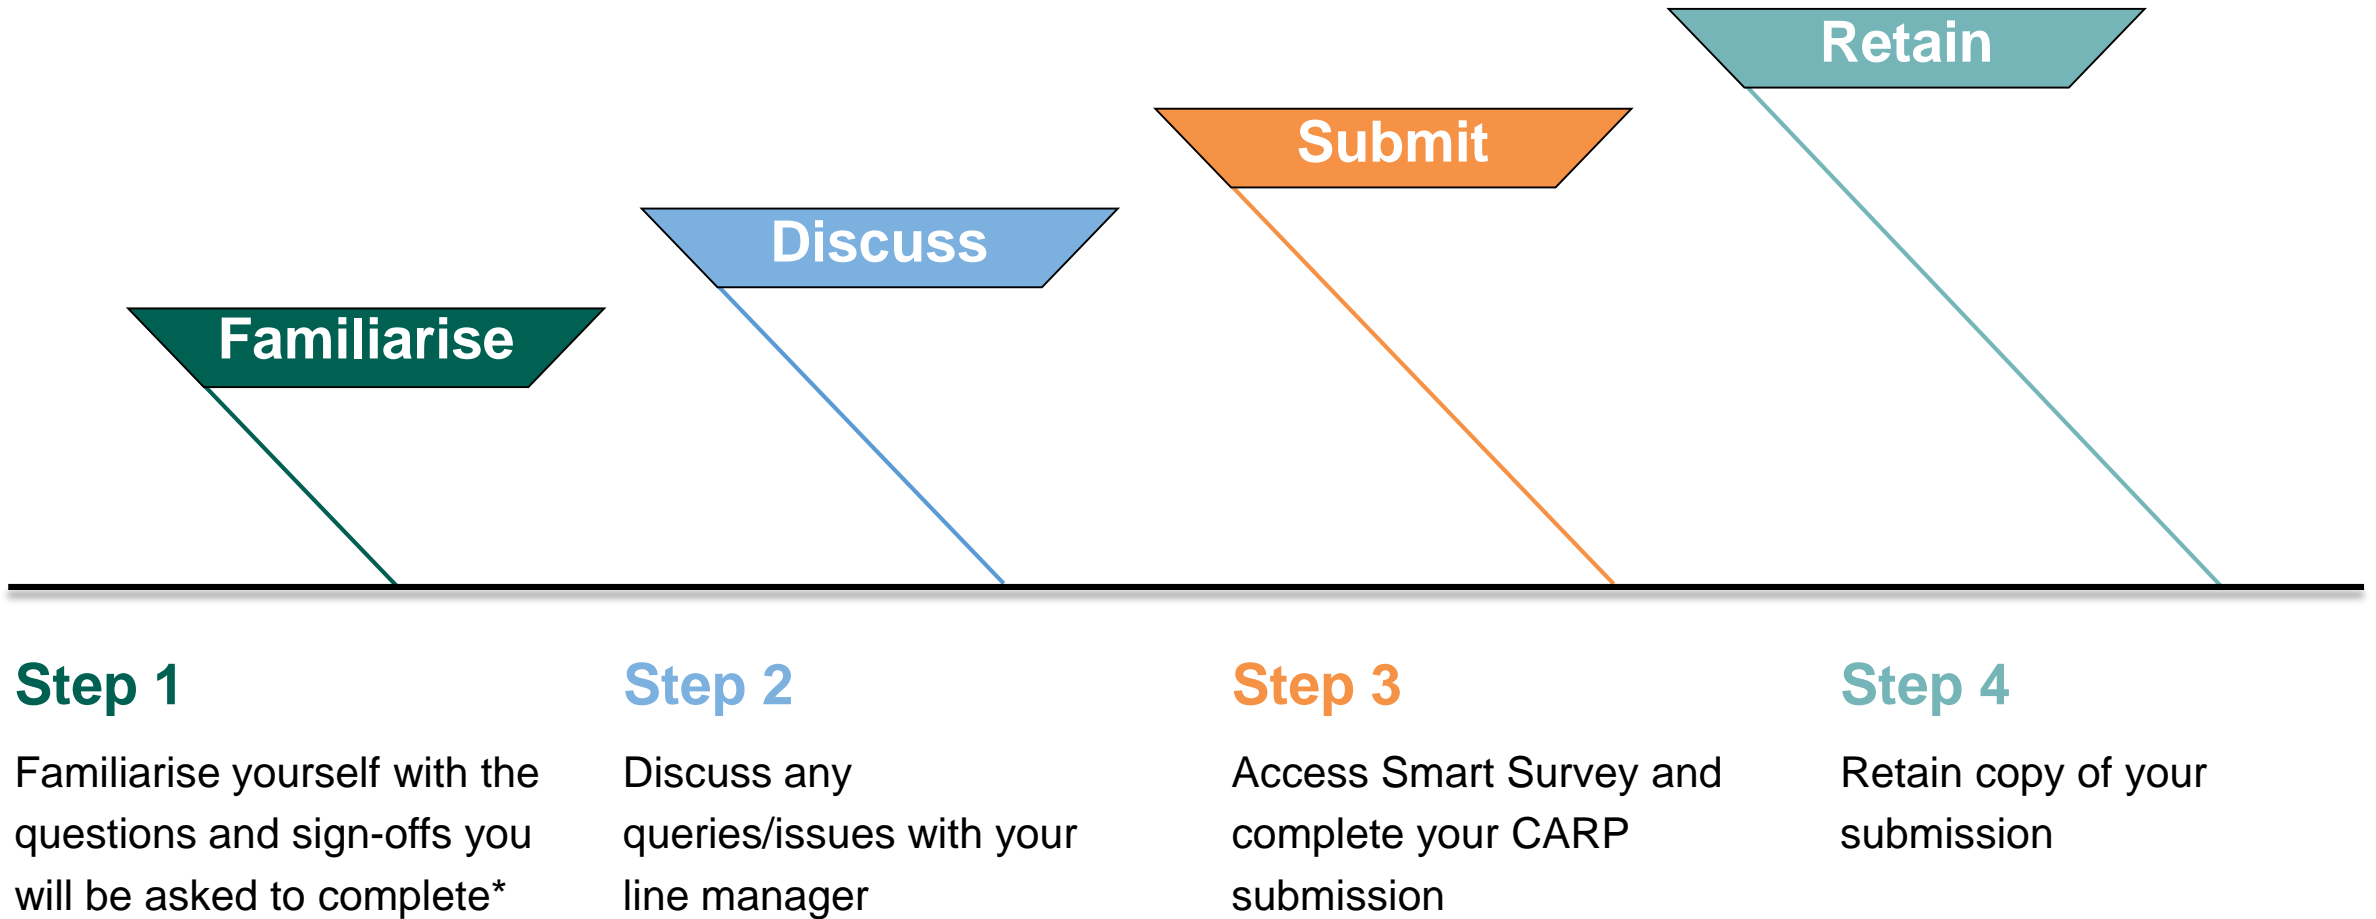 Retain
Submit
Discuss
Familiarise
Step 1
Familiarise yourself with the
questions and sign-offs you
will be asked to complete*
Step 2
Discuss any
queries/issues with your
line manager
Step 3
Access Smart Survey and
complete your CARP
submission
Step 4
Retain copy of your
submission